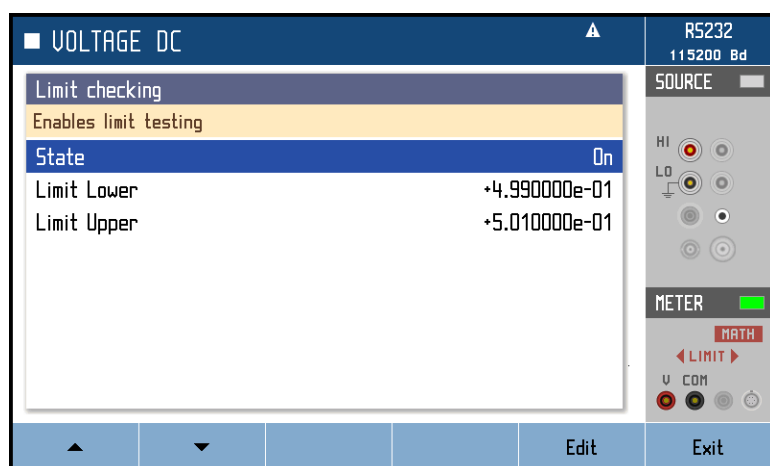 VOLTAGE DC
RS232
115200 Bd
Limit checking
Enables limit testing
State On
Limit Lower +4.990000e-01
Limit Upper +5.010000e-01
SOURCE
HI
LO
METER
MATH
LIMIT
V COM
Edit
Exit